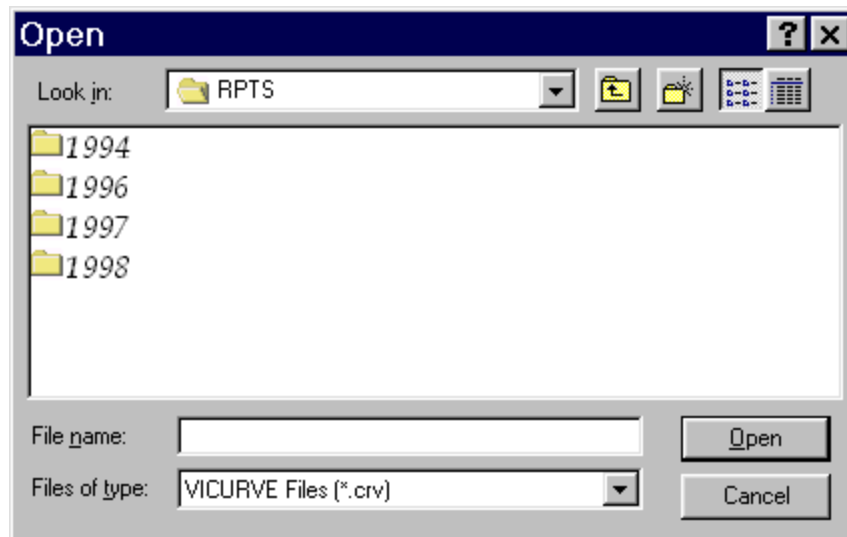 Open
Look in: RPTS
1994
1996
1997
1998
File name: Open
Files of type: VICURVE Files (*.crv) Cancel